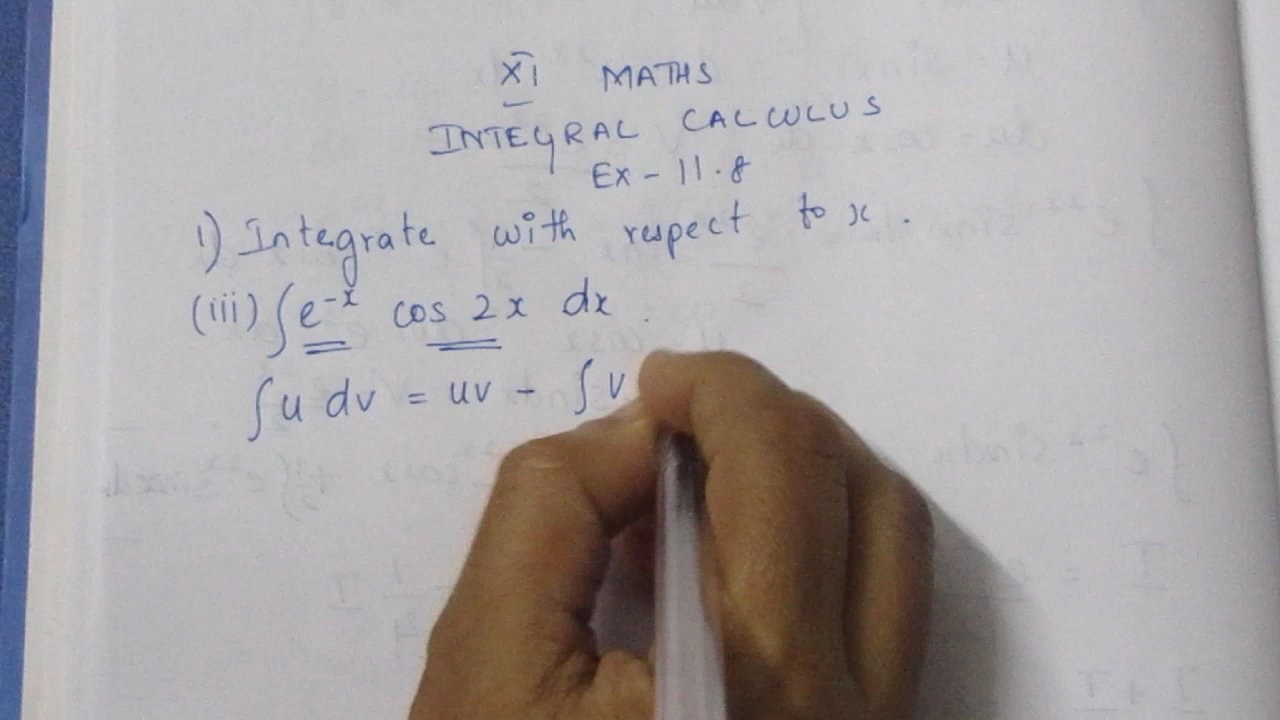 XI MATHS
INTEGRAL CALCULUS
Ex - 11.8
1) Integrate with respect to x.
(iii) ∫ e^-x cos 2x dx.
∫ u dv = uv - ∫ v